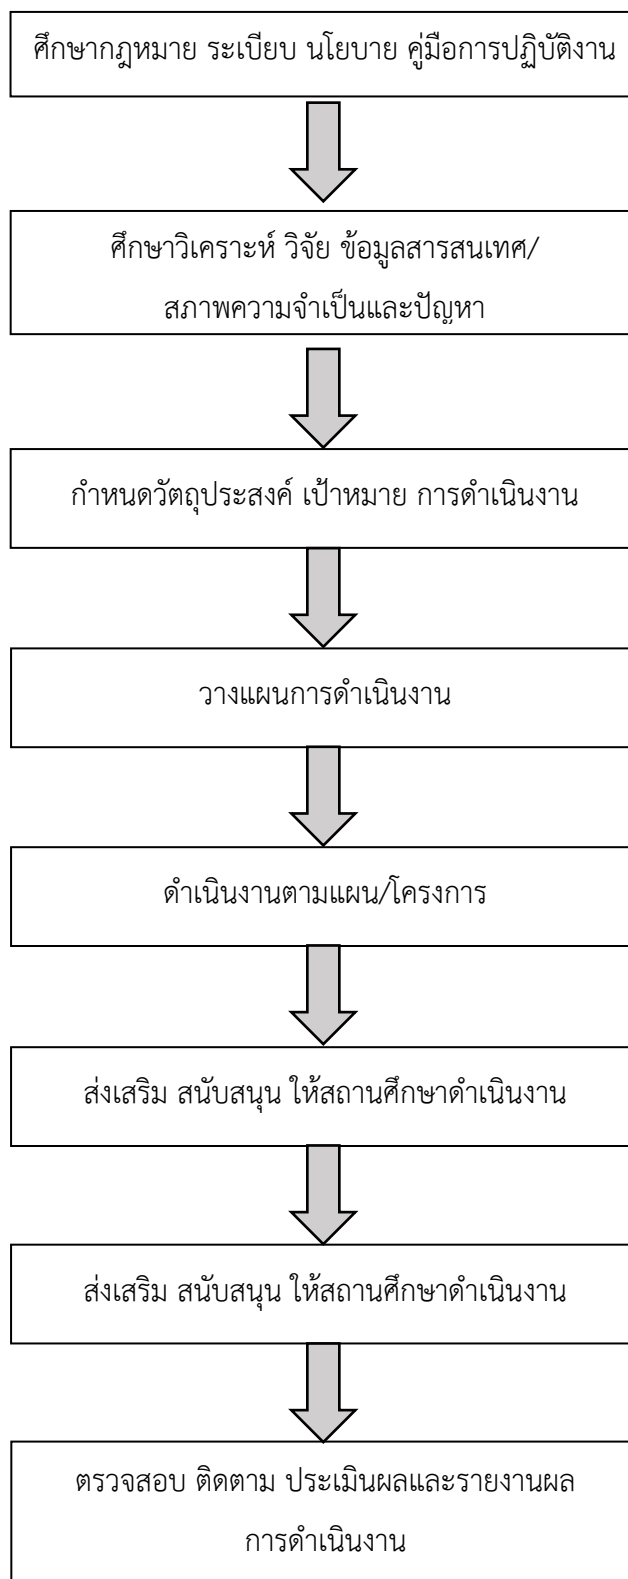 ศึกษากฎหมาย ระเบียบ นโยบาย คู่มือการปฏิบัติงาน
ศึกษาวิเคราะห์ วิจัย ข้อมูลสารสนเทศ/
สภาพความจำเป็นและปัญหา
กำหนดวัตถุประสงค์ เป้าหมาย การดำเนินงาน
วางแผนการดำเนินงาน
ดำเนินงานตามแผน/โครงการ
ส่งเสริม สนับสนุน ให้สถานศึกษาดำเนินงาน
ส่งเสริม สนับสนุน ให้สถานศึกษาดำเนินงาน
ตรวจสอบ ติดตาม ประเมินผลและรายงานผล
การดำเนินงาน